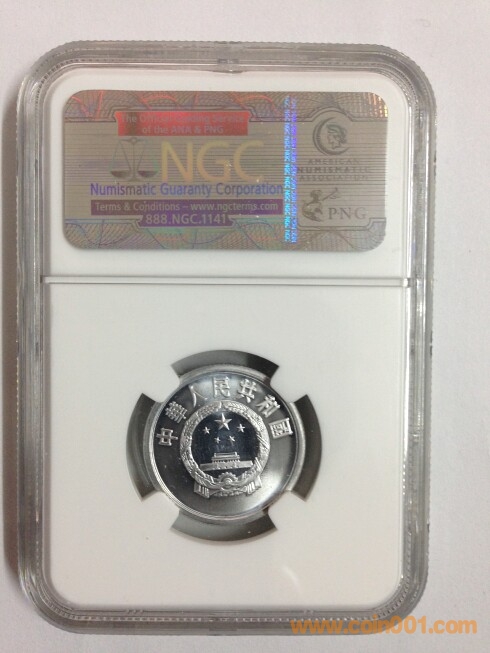 The Official Grading Service
of the ANA & PNG
NGC
Numismatic Guaranty Corporation
Terms & Conditions – www.ngcterms.com
888.NGC.1141
AMERICAN
NUMISMATIC
ASSOCIATION
PNG
中華人民共和國
www.coin001.com